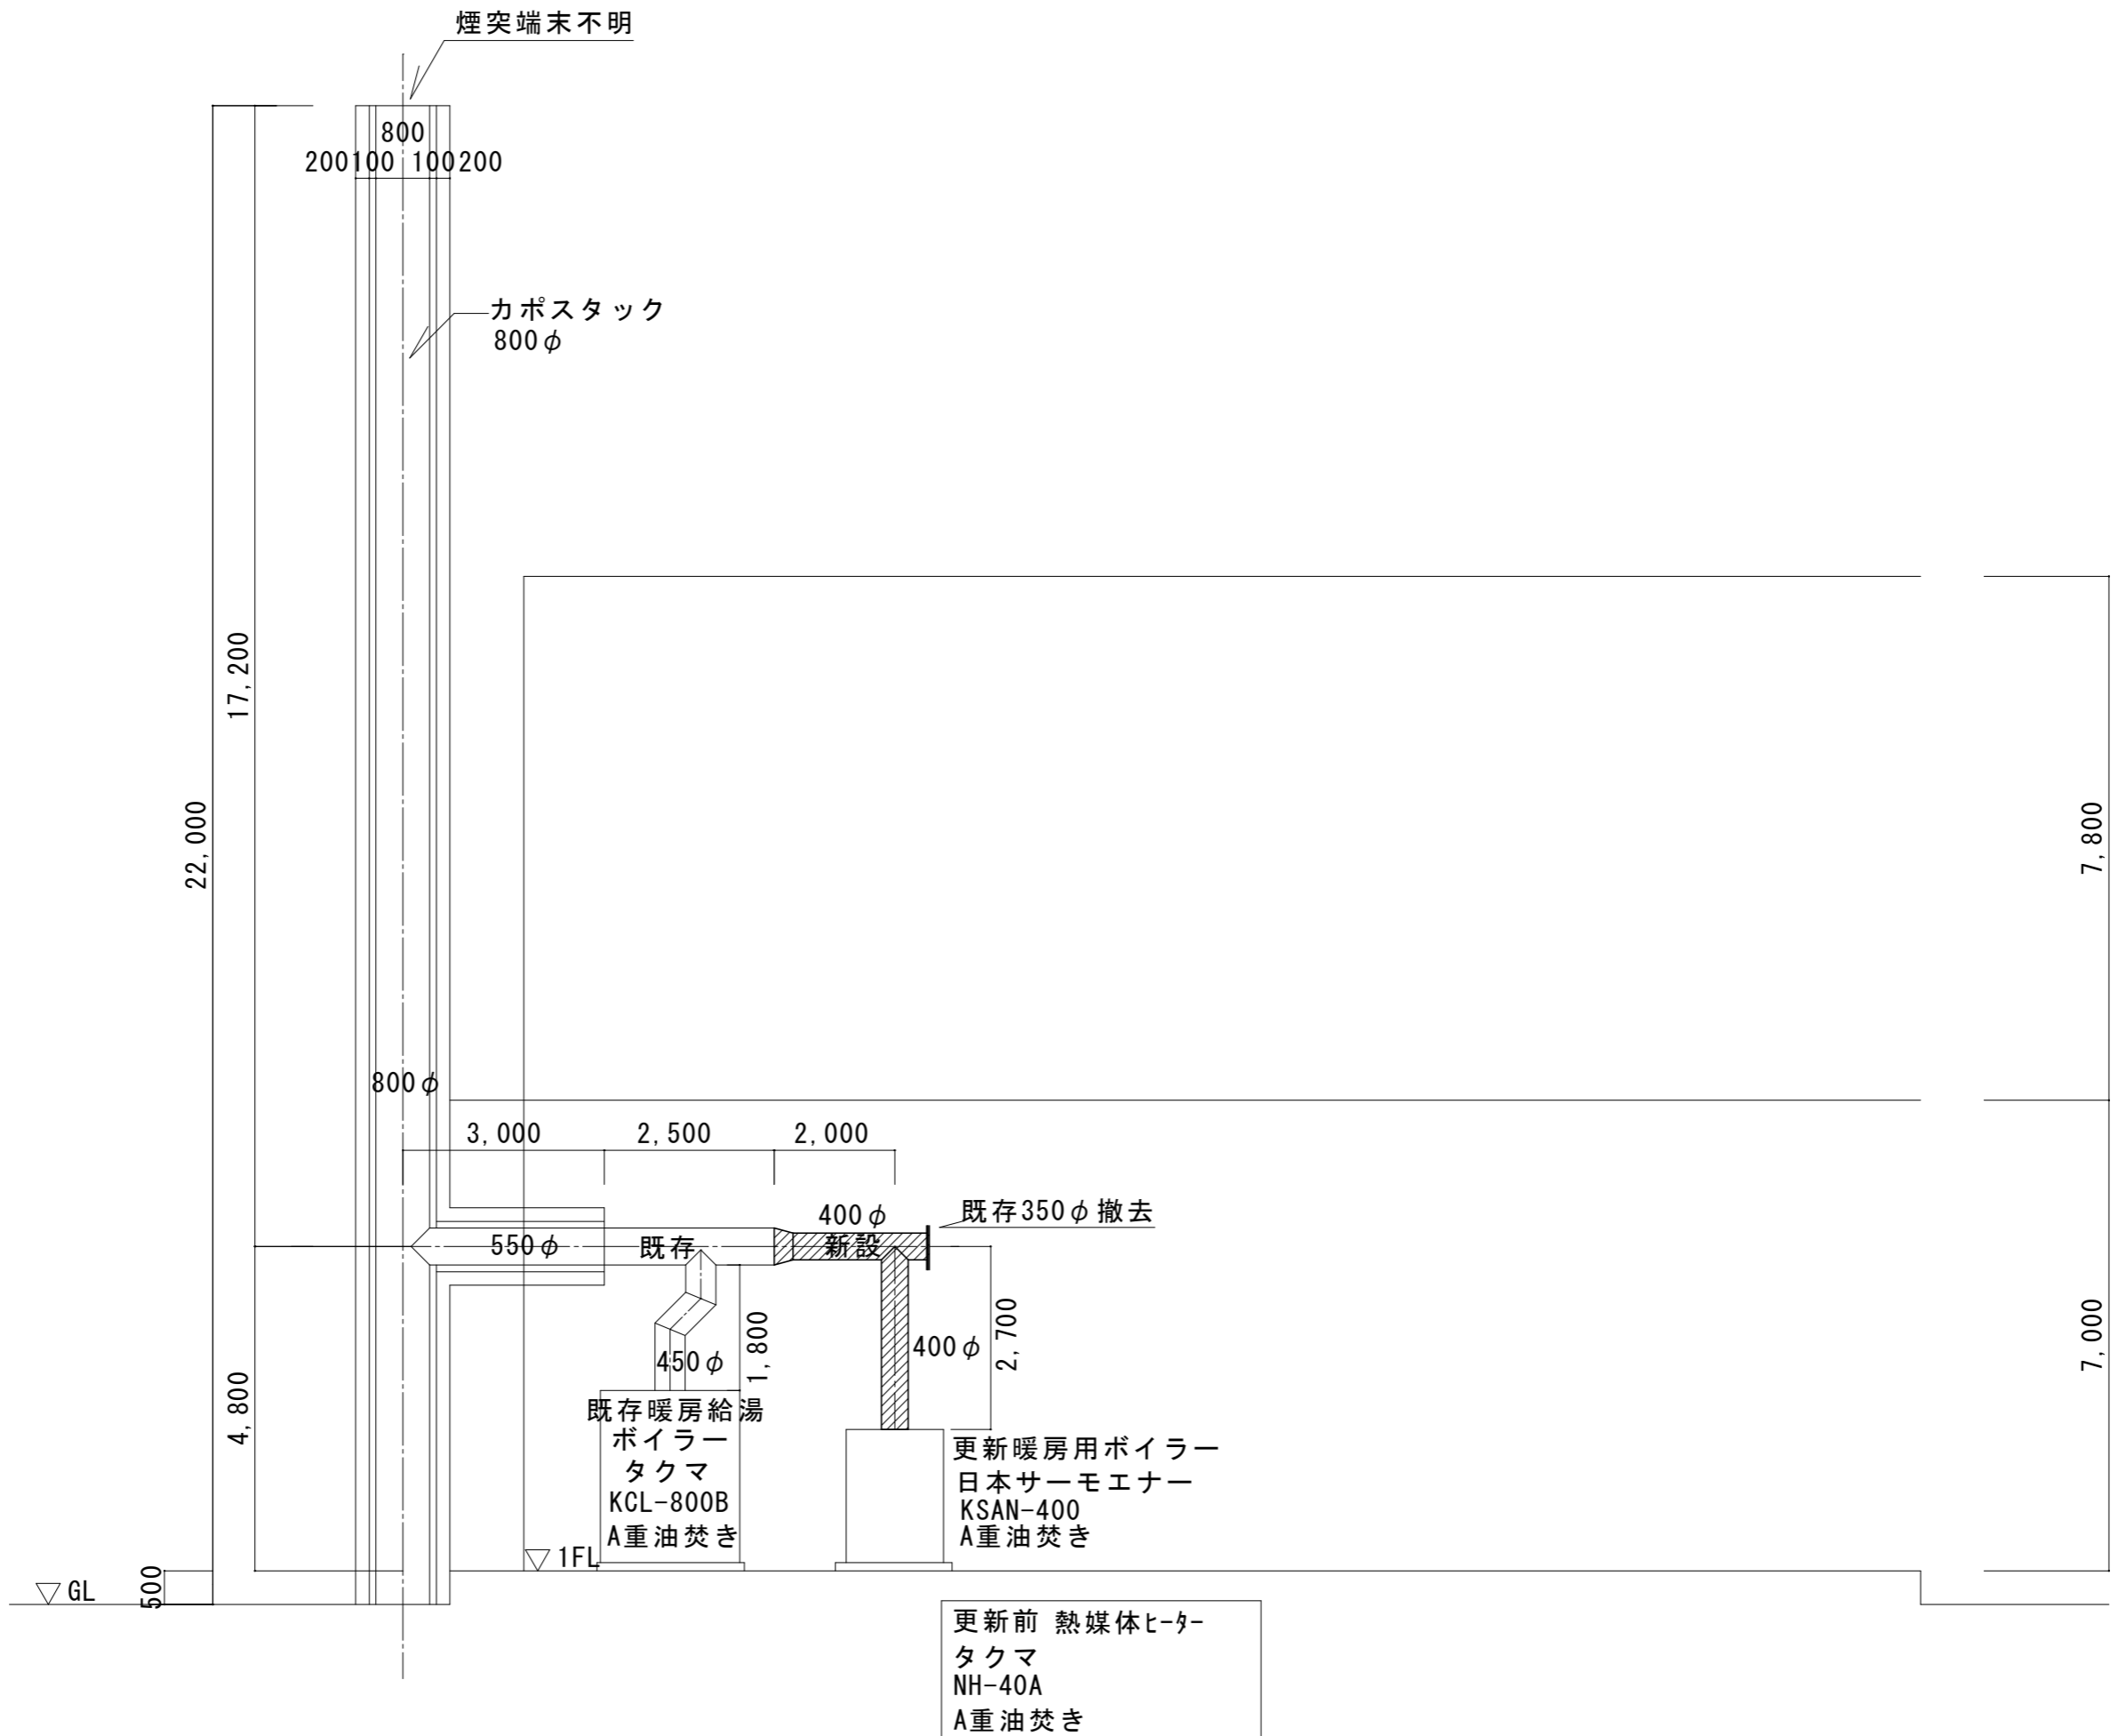 煙突端末不明
800
200 100 100 200
カポスタック
800φ
17,200
22,000
7,800
800φ
3,000
2,500
2,000
400φ
既存350φ撤去
550φ
既存
新設
1,800
2,700
450φ
400φ
7,000
4,800
既存暖房給湯
ボイラー
タクマ
KCL-800B
A重油焚き
更新暖房用ボイラー
日本サーモエナー
KSAN-400
A重油焚き
1FL
500
GL
更新前 熱媒体ﾋｰﾀｰ
タクマ
NH-40A
A重油焚き